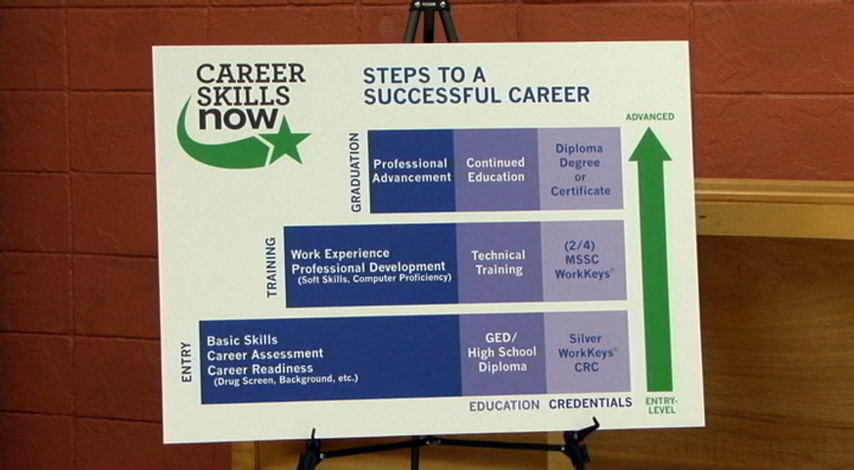 CAREER
SKILLS
now
STEPS TO A
SUCCESSFUL CAREER
ADVANCED
GRADUATION
Professional
Advancement
Continued
Education
Diploma
Degree
or
Certificate
TRAINING
Work Experience
Professional Development
(Soft Skills, Computer Proficiency)
Technical
Training
(2/4)
MSSC
WorkKeys®
ENTRY
Basic Skills
Career Assessment
Career Readiness
(Drug Screen, Background, etc.)
GED/
High School
Diploma
Silver
WorkKeys®
CRC
EDUCATION
CREDENTIALS
ENTRY-
LEVEL